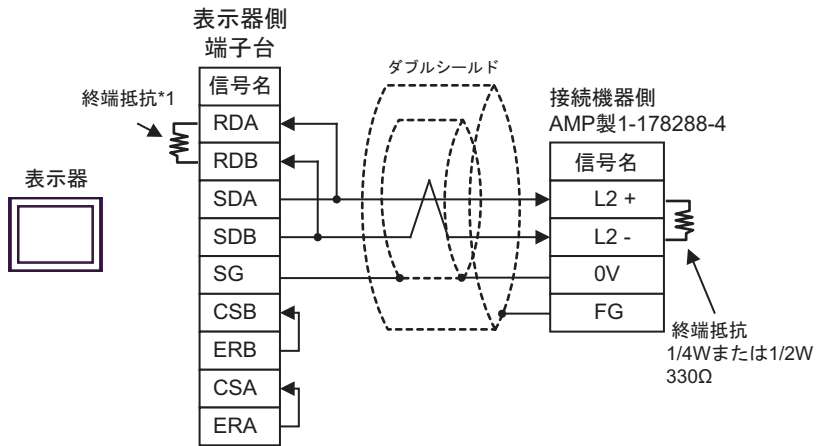 表示器側
端子台
信号名
RDA
RDB
SDA
SDB
SG
CSB
ERB
CSA
ERA
終端抵抗*1
表示器
ダブルシールド
接続機器側
AMP製1-178288-4
信号名
L2 +
L2 -
0V
FG
終端抵抗
1/4Wまたは1/2W
330Ω